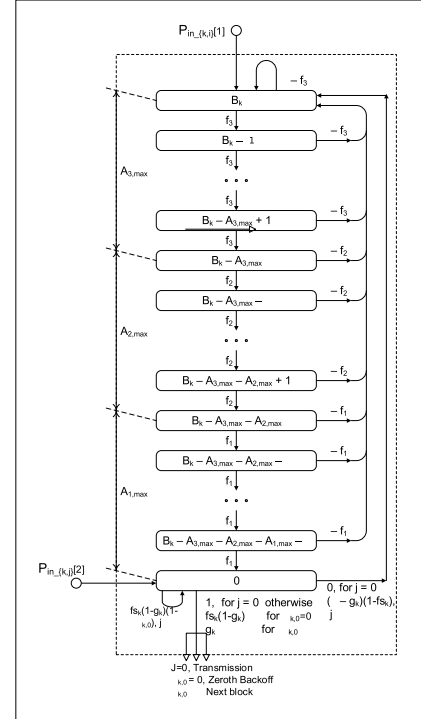 P_in_{k,i}[1]
– f₃
Bₖ
f₃
Bₖ – 1
– f₃
f₃
∘ ∘ ∘
A₃,max
f₃
Bₖ – A₃,max + 1
– f₃
f₃
Bₖ – A₃,max
– f₂
f₂
Bₖ – A₃,max –
– f₂
f₂
A₂,max
∘ ∘ ∘
f₂
Bₖ – A₃,max – A₂,max + 1
– f₂
f₂
Bₖ – A₃,max – A₂,max
– f₁
f₁
Bₖ – A₃,max – A₂,max –
– f₁
f₁
A₁,max
∘ ∘ ∘
f₁
Bₖ – A₃,max – A₂,max – A₁,max –
– f₁
f₁
P_in_{k,j}[2]
0
0, for j = 0
( – gₖ)(1-fsₖ),
j
fsₖ(1-gₖ)(1-
k,0), j
1, for j = 0 otherwise
fsₖ(1-gₖ) for k,0=0
gₖ for k,0
J=0, Transmission
k,0 = 0, Zeroth Backoff
k,0 Next block